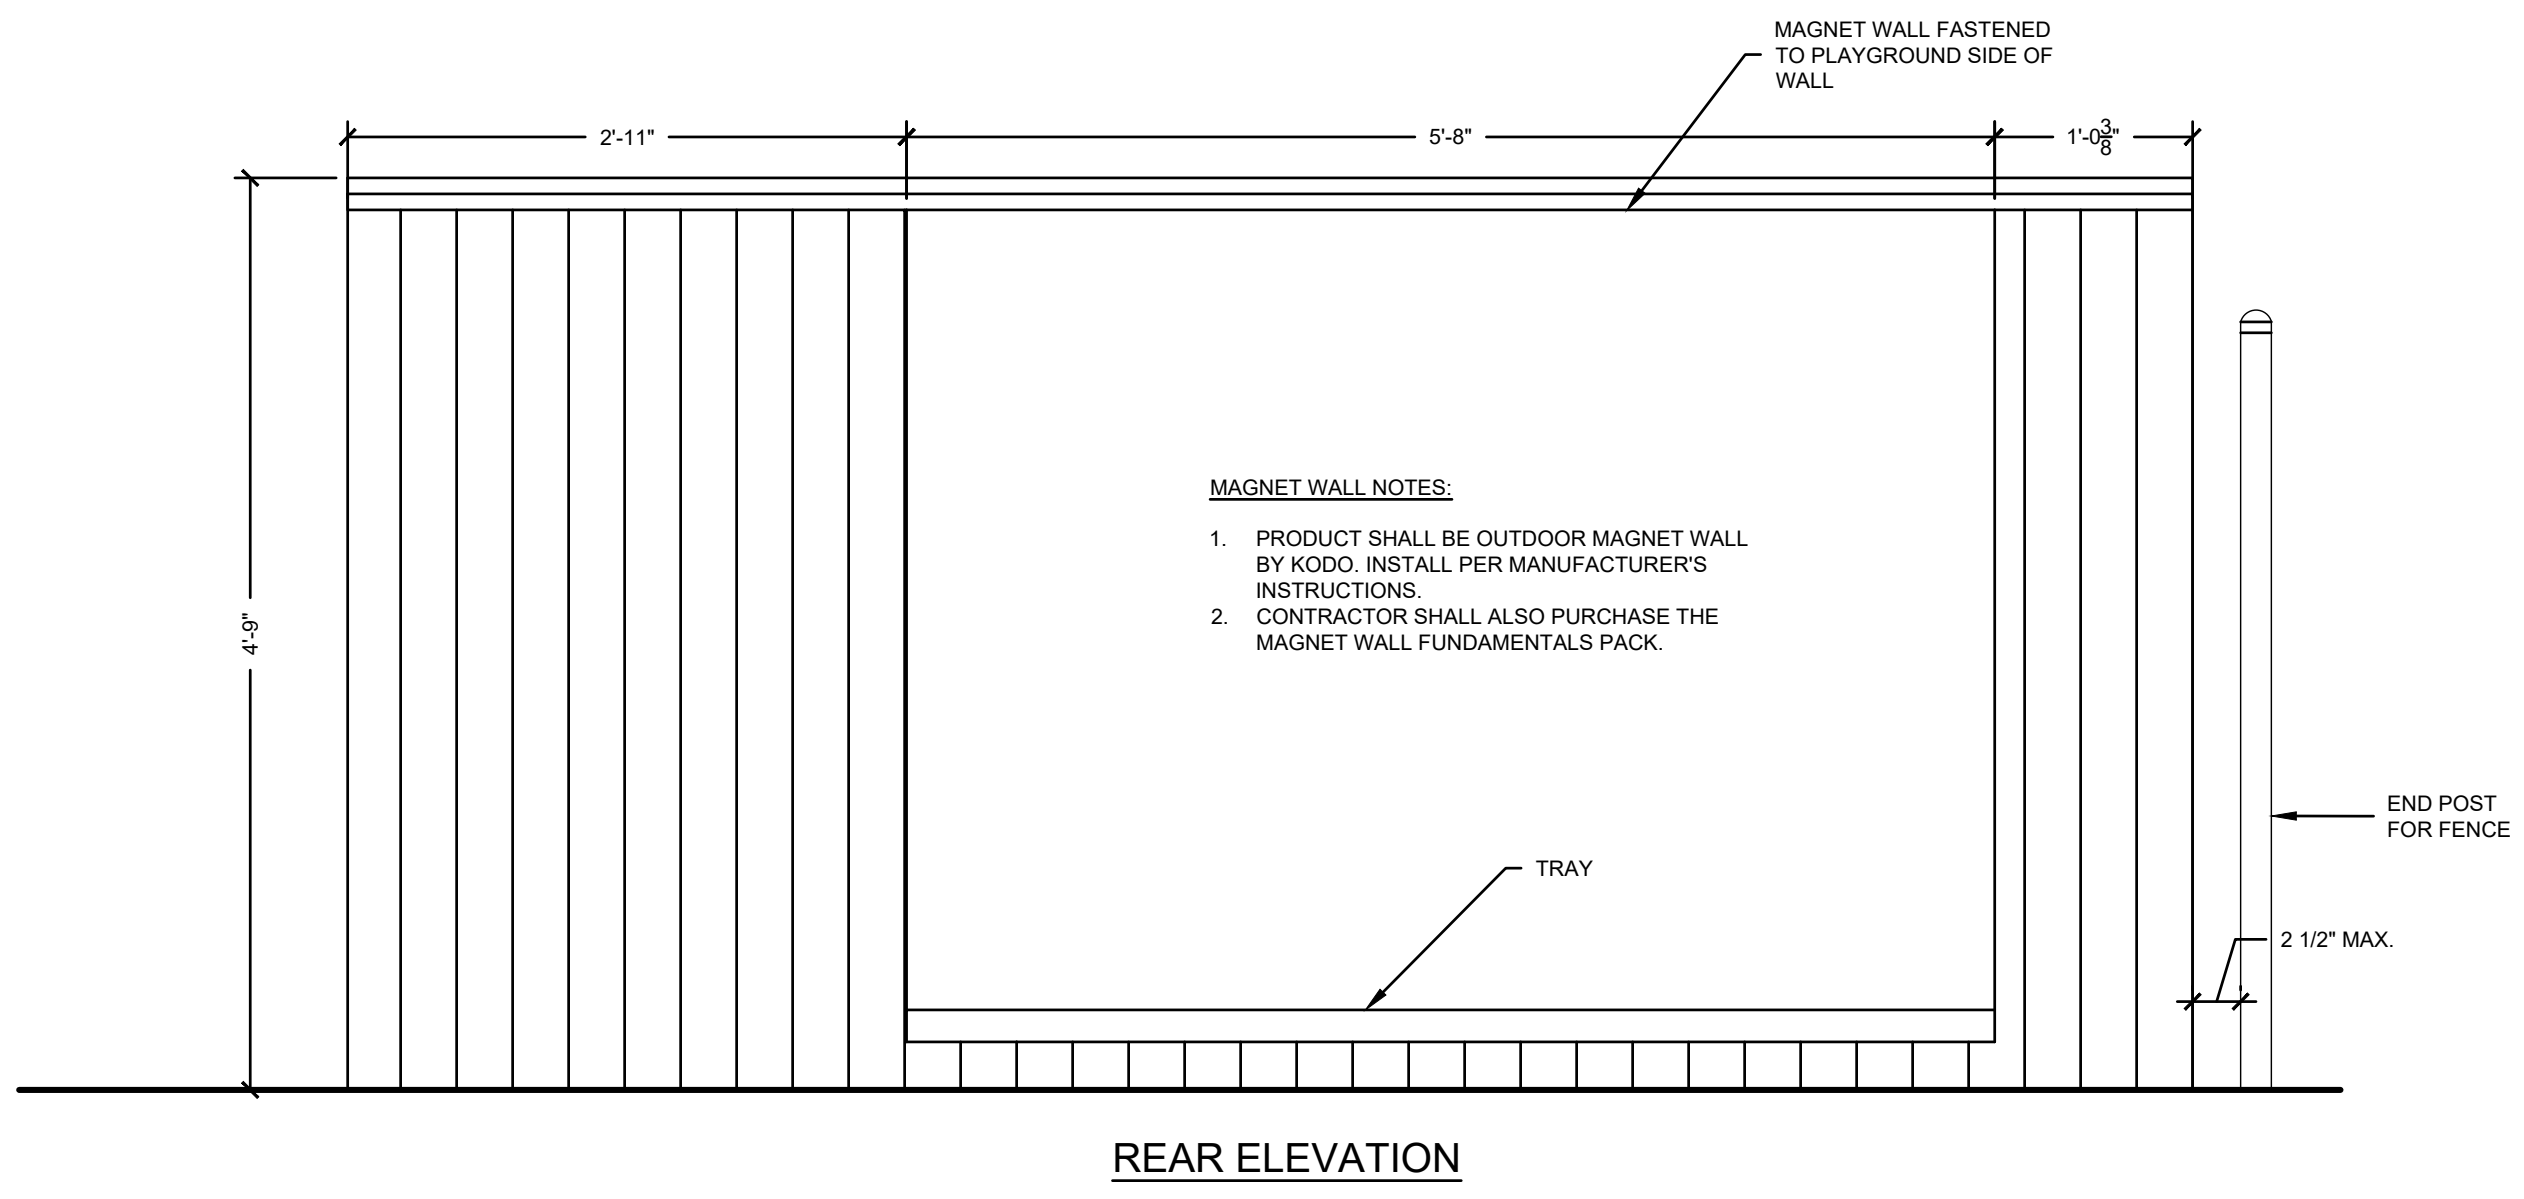 MAGNET WALL FASTENED
TO PLAYGROUND SIDE OF
WALL
2'-11"
5'-8"
1'-0 3/8"
4'-9"
MAGNET WALL NOTES:
1. PRODUCT SHALL BE OUTDOOR MAGNET WALL
BY KODO. INSTALL PER MANUFACTURER'S
INSTRUCTIONS.
2. CONTRACTOR SHALL ALSO PURCHASE THE
MAGNET WALL FUNDAMENTALS PACK.
END POST
FOR FENCE
TRAY
2 1/2" MAX.
REAR ELEVATION